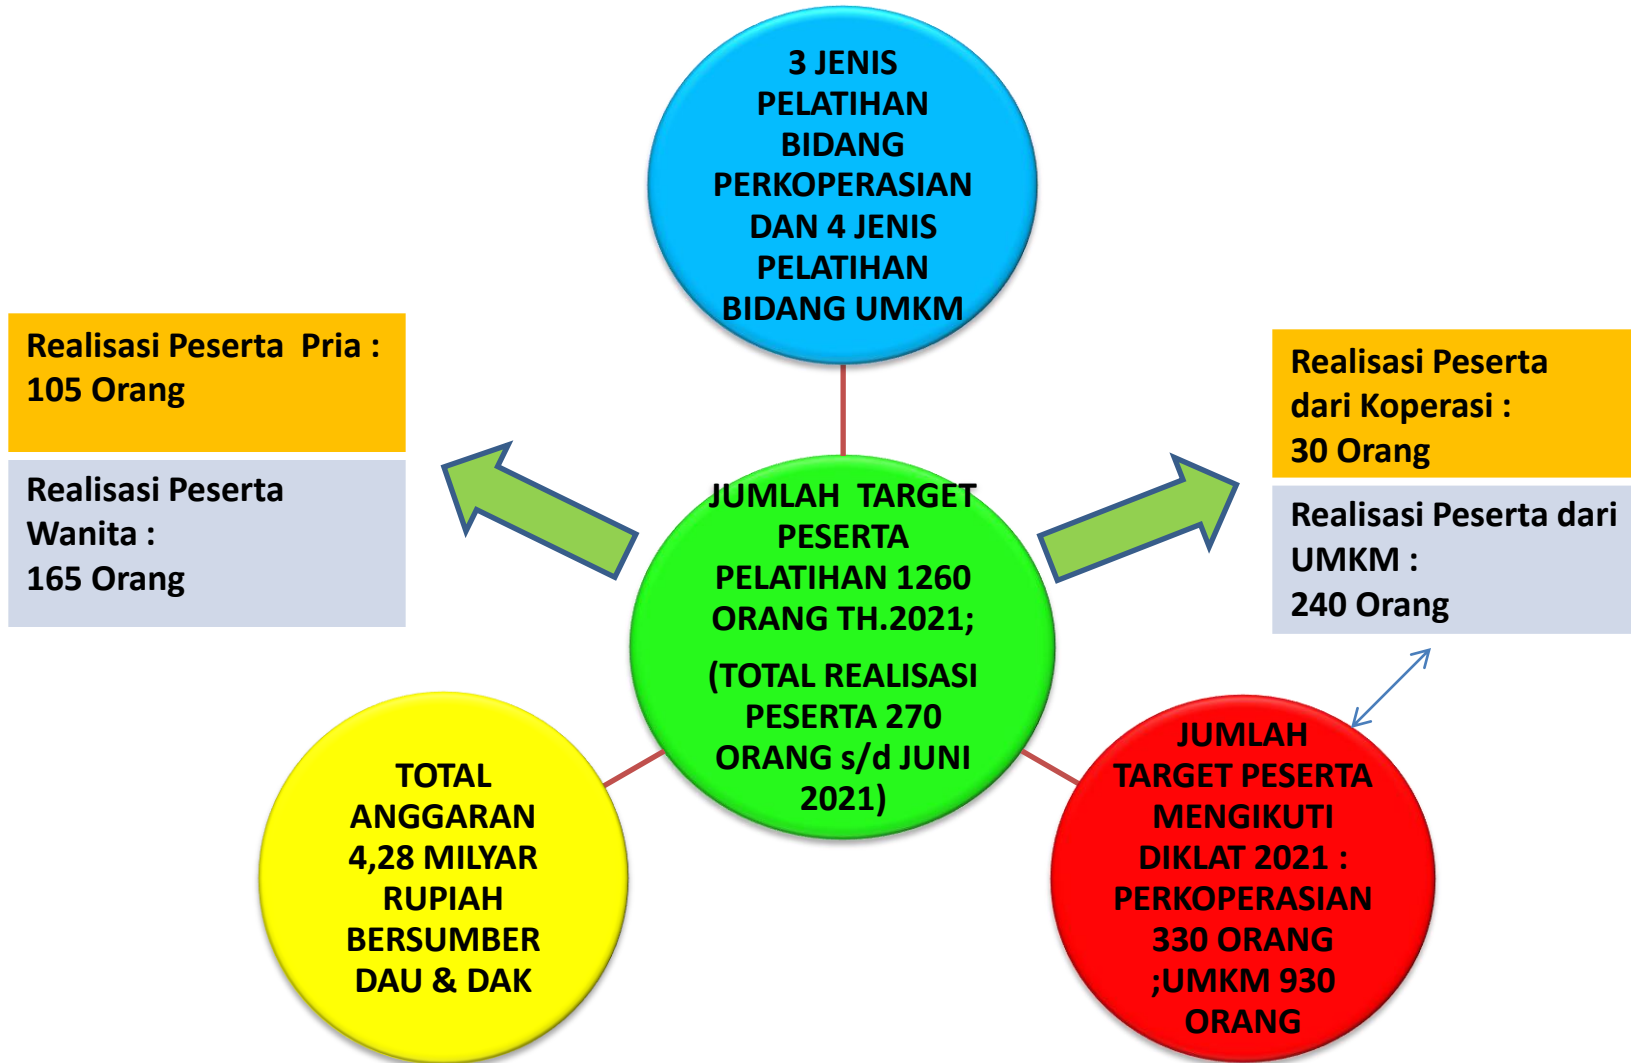 3 JENIS
PELATIHAN
BIDANG
PERKOPERASIAN
DAN 4 JENIS
PELATIHAN
BIDANG UMKM
Realisasi Peserta  Pria :
105 Orang
Realisasi Peserta
Wanita :
165 Orang
Realisasi Peserta
dari Koperasi :
30 Orang
Realisasi Peserta dari
UMKM :
240 Orang
JUMLAH  TARGET
PESERTA
PELATIHAN 1260
ORANG TH.2021;
(TOTAL REALISASI
PESERTA 270
ORANG s/d JUNI
2021)
TOTAL
ANGGARAN
4,28 MILYAR
RUPIAH
BERSUMBER
DAU & DAK
JUMLAH
TARGET PESERTA
MENGIKUTI
DIKLAT 2021 :
PERKOPERASIAN
330 ORANG
;UMKM 930
ORANG